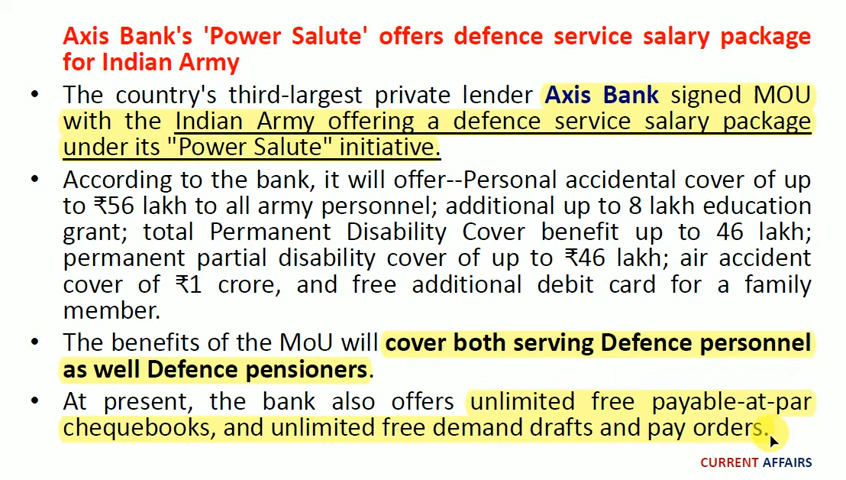 Axis Bank's 'Power Salute' offers defence service salary package
for Indian Army
• The country's third-largest private lender Axis Bank signed MOU
with the Indian Army offering a defence service salary package
under its "Power Salute" initiative.
• According to the bank, it will offer--Personal accidental cover of up
to ₹56 lakh to all army personnel; additional up to 8 lakh education
grant; total Permanent Disability Cover benefit up to 46 lakh;
permanent partial disability cover of up to ₹46 lakh; air accident
cover of ₹1 crore, and free additional debit card for a family
member.
• The benefits of the MoU will cover both serving Defence personnel
as well Defence pensioners.
• At present, the bank also offers unlimited free payable-at-par
chequebooks, and unlimited free demand drafts and pay orders.
CURRENT AFFAIRS